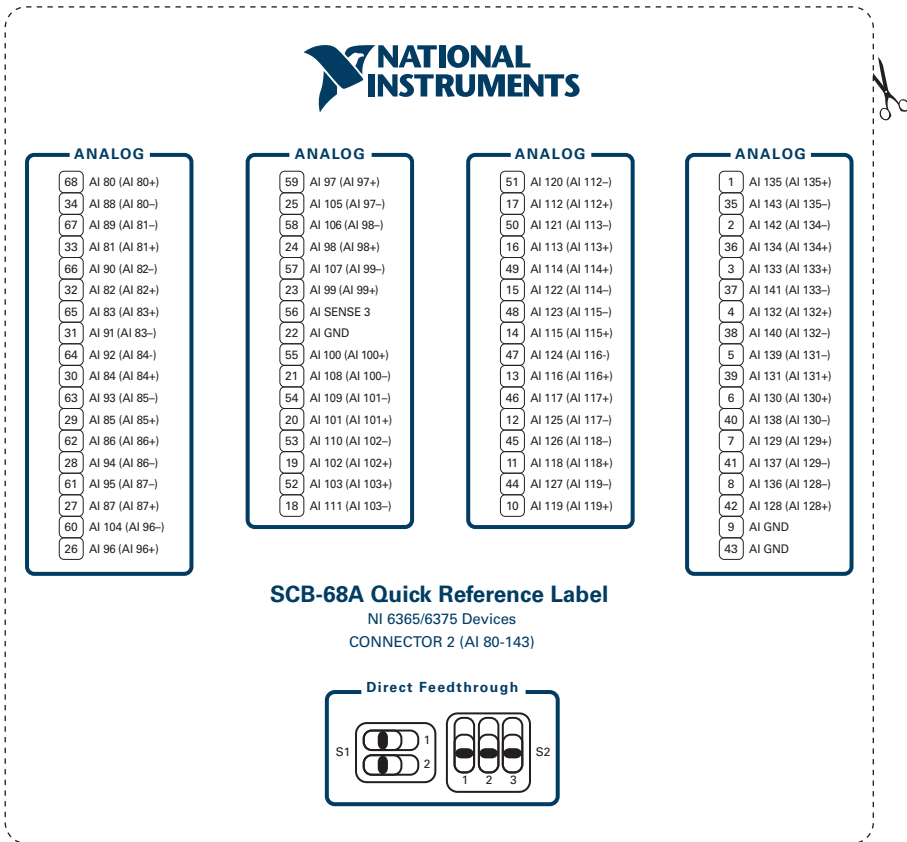 NATIONAL
INSTRUMENTS
ANALOG
68 AI 80 (AI 80+)
34 AI 88 (AI 80–)
67 AI 89 (AI 81–)
33 AI 81 (AI 81+)
66 AI 90 (AI 82–)
32 AI 82 (AI 82+)
65 AI 83 (AI 83+)
31 AI 91 (AI 83–)
64 AI 92 (AI 84-)
30 AI 84 (AI 84+)
63 AI 93 (AI 85–)
29 AI 85 (AI 85+)
62 AI 86 (AI 86+)
28 AI 94 (AI 86–)
61 AI 95 (AI 87–)
27 AI 87 (AI 87+)
60 AI 104 (AI 96–)
26 AI 96 (AI 96+)
ANALOG
59 AI 97 (AI 97+)
25 AI 105 (AI 97–)
58 AI 106 (AI 98–)
24 AI 98 (AI 98+)
57 AI 107 (AI 99–)
23 AI 99 (AI 99+)
56 AI SENSE 3
22 AI GND
55 AI 100 (AI 100+)
21 AI 108 (AI 100–)
54 AI 109 (AI 101–)
20 AI 101 (AI 101+)
53 AI 110 (AI 102–)
19 AI 102 (AI 102+)
52 AI 103 (AI 103+)
18 AI 111 (AI 103–)
ANALOG
51 AI 120 (AI 112–)
17 AI 112 (AI 112+)
50 AI 121 (AI 113–)
16 AI 113 (AI 113+)
49 AI 114 (AI 114+)
15 AI 122 (AI 114–)
48 AI 123 (AI 115–)
14 AI 115 (AI 115+)
47 AI 124 (AI 116-)
13 AI 116 (AI 116+)
46 AI 117 (AI 117+)
12 AI 125 (AI 117–)
45 AI 126 (AI 118–)
11 AI 118 (AI 118+)
44 AI 127 (AI 119–)
10 AI 119 (AI 119+)
ANALOG
1 AI 135 (AI 135+)
35 AI 143 (AI 135–)
2 AI 142 (AI 134–)
36 AI 134 (AI 134+)
3 AI 133 (AI 133+)
37 AI 141 (AI 133–)
4 AI 132 (AI 132+)
38 AI 140 (AI 132–)
5 AI 139 (AI 131–)
39 AI 131 (AI 131+)
6 AI 130 (AI 130+)
40 AI 138 (AI 130–)
7 AI 129 (AI 129+)
41 AI 137 (AI 129–)
8 AI 136 (AI 128–)
42 AI 128 (AI 128+)
9 AI GND
43 AI GND
SCB-68A Quick Reference Label
NI 6365/6375 Devices
CONNECTOR 2 (AI 80-143)
Direct Feedthrough
S1 1 2
S2 1 2 3